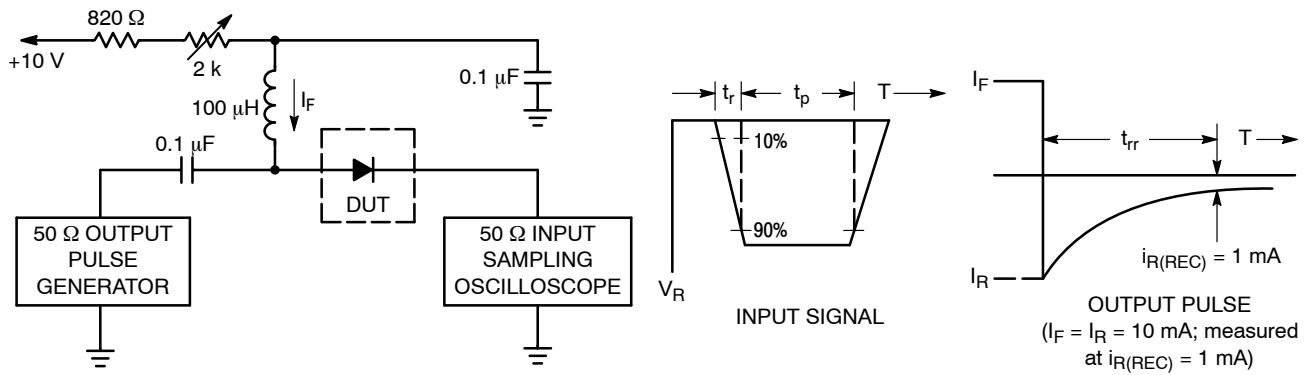 820 Ω
+10 V
2 k
100 μH
I_F
0.1 μF
0.1 μF
DUT
50 Ω OUTPUT
PULSE
GENERATOR
50 Ω INPUT
SAMPLING
OSCILLOSCOPE
t_r
t_p
T
10%
90%
V_R
INPUT SIGNAL
I_F
t_rr
T
I_R
i_R(REC) = 1 mA
OUTPUT PULSE
(I_F = I_R = 10 mA; measured
at i_R(REC) = 1 mA)